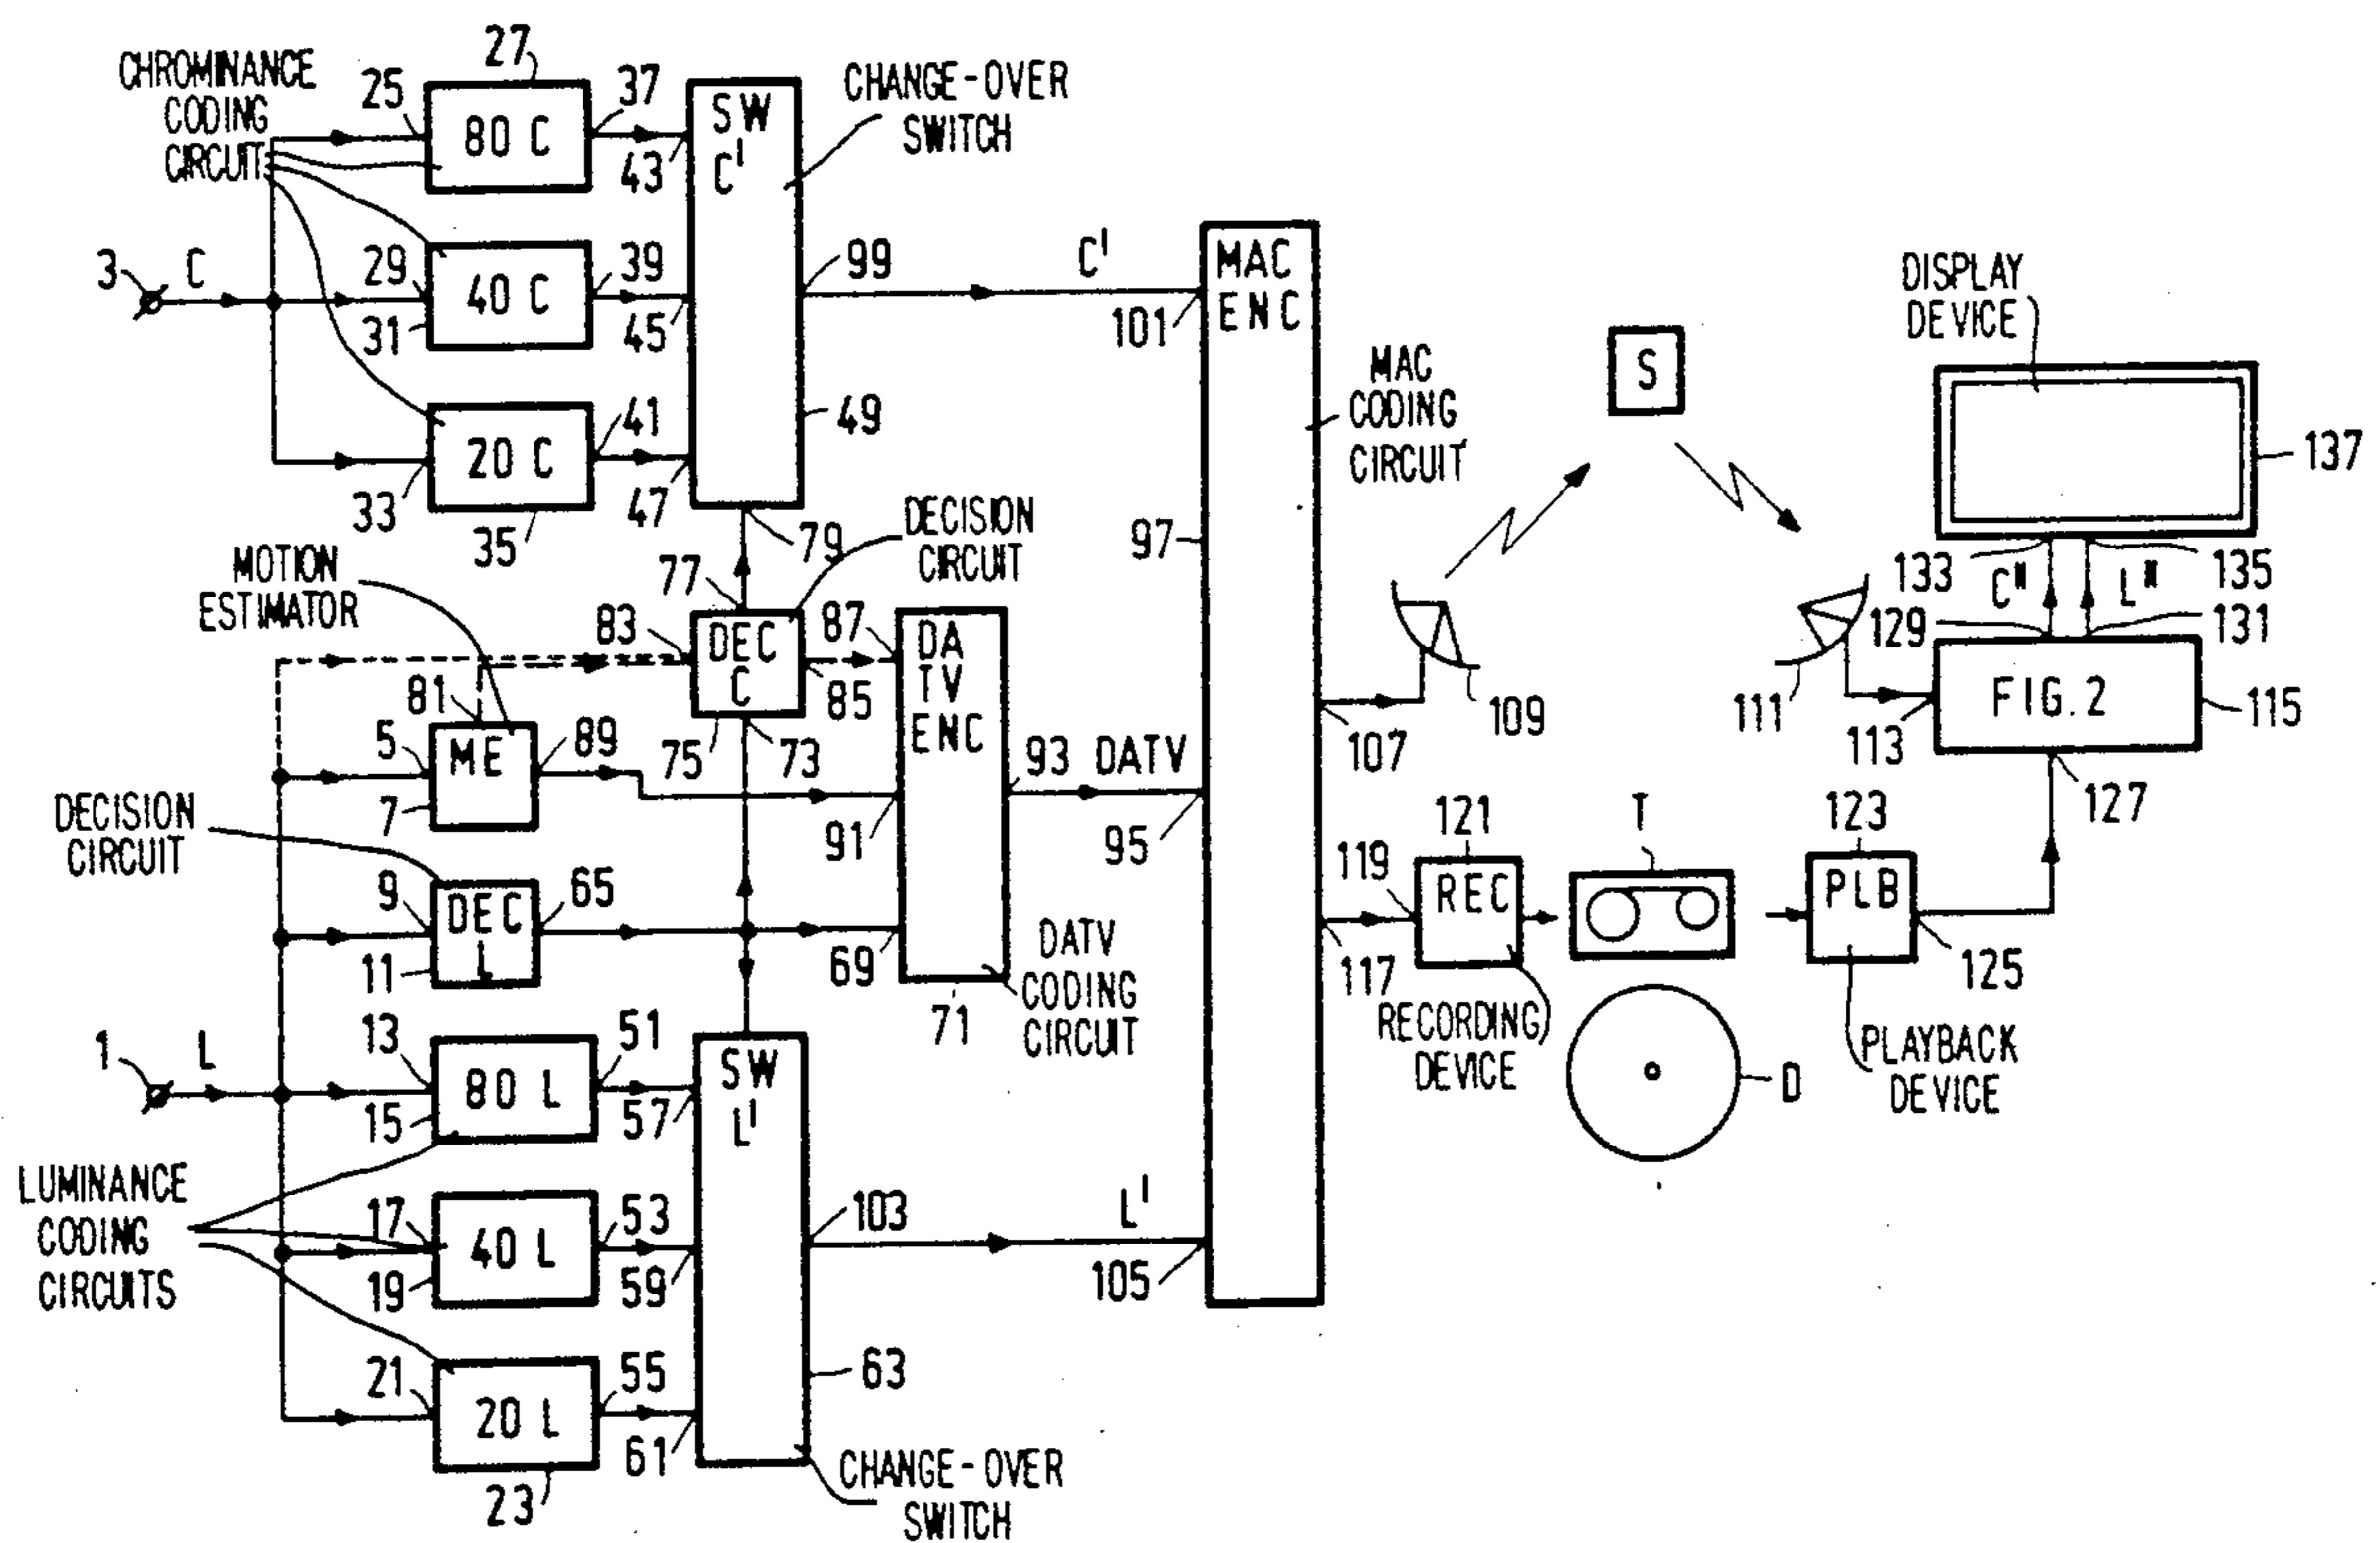 CHROMINANCE
CODING
CIRCUIT
27
25
80 C
37
43
SW
C'
CHANGE-OVER
SWITCH
3
C
29
31
40 C
39
45
99
C'
101
MAC
ENC
33
20 C
35
41
47
49
79
MAC
CODING
CIRCUIT
97
S
DISPLAY
DEVICE
137
133
C"
L"
135
129
131
MOTION
ESTIMATOR
77
DECISION
CIRCUIT
83
DEC
C
87
85
75
73
DA
TV
ENC
81
5
ME
7
89
91
93
DATV
95
107
109
111
113
FIG. 2
115
127
DECISION
CIRCUIT
9
DEC
L
11
65
69
71
DATV
CODING
CIRCUIT
119
121
REC
117
RECORDING
DEVICE
T
D
123
PLB
125
PLAYBACK
DEVICE
1
L
13
80 L
15
51
57
SW
L'
LUMINANCE
CODING
CIRCUITS
17
40 L
19
53
59
103
L'
105
21
20 L
23
55
61
63
CHANGE-OVER
SWITCH